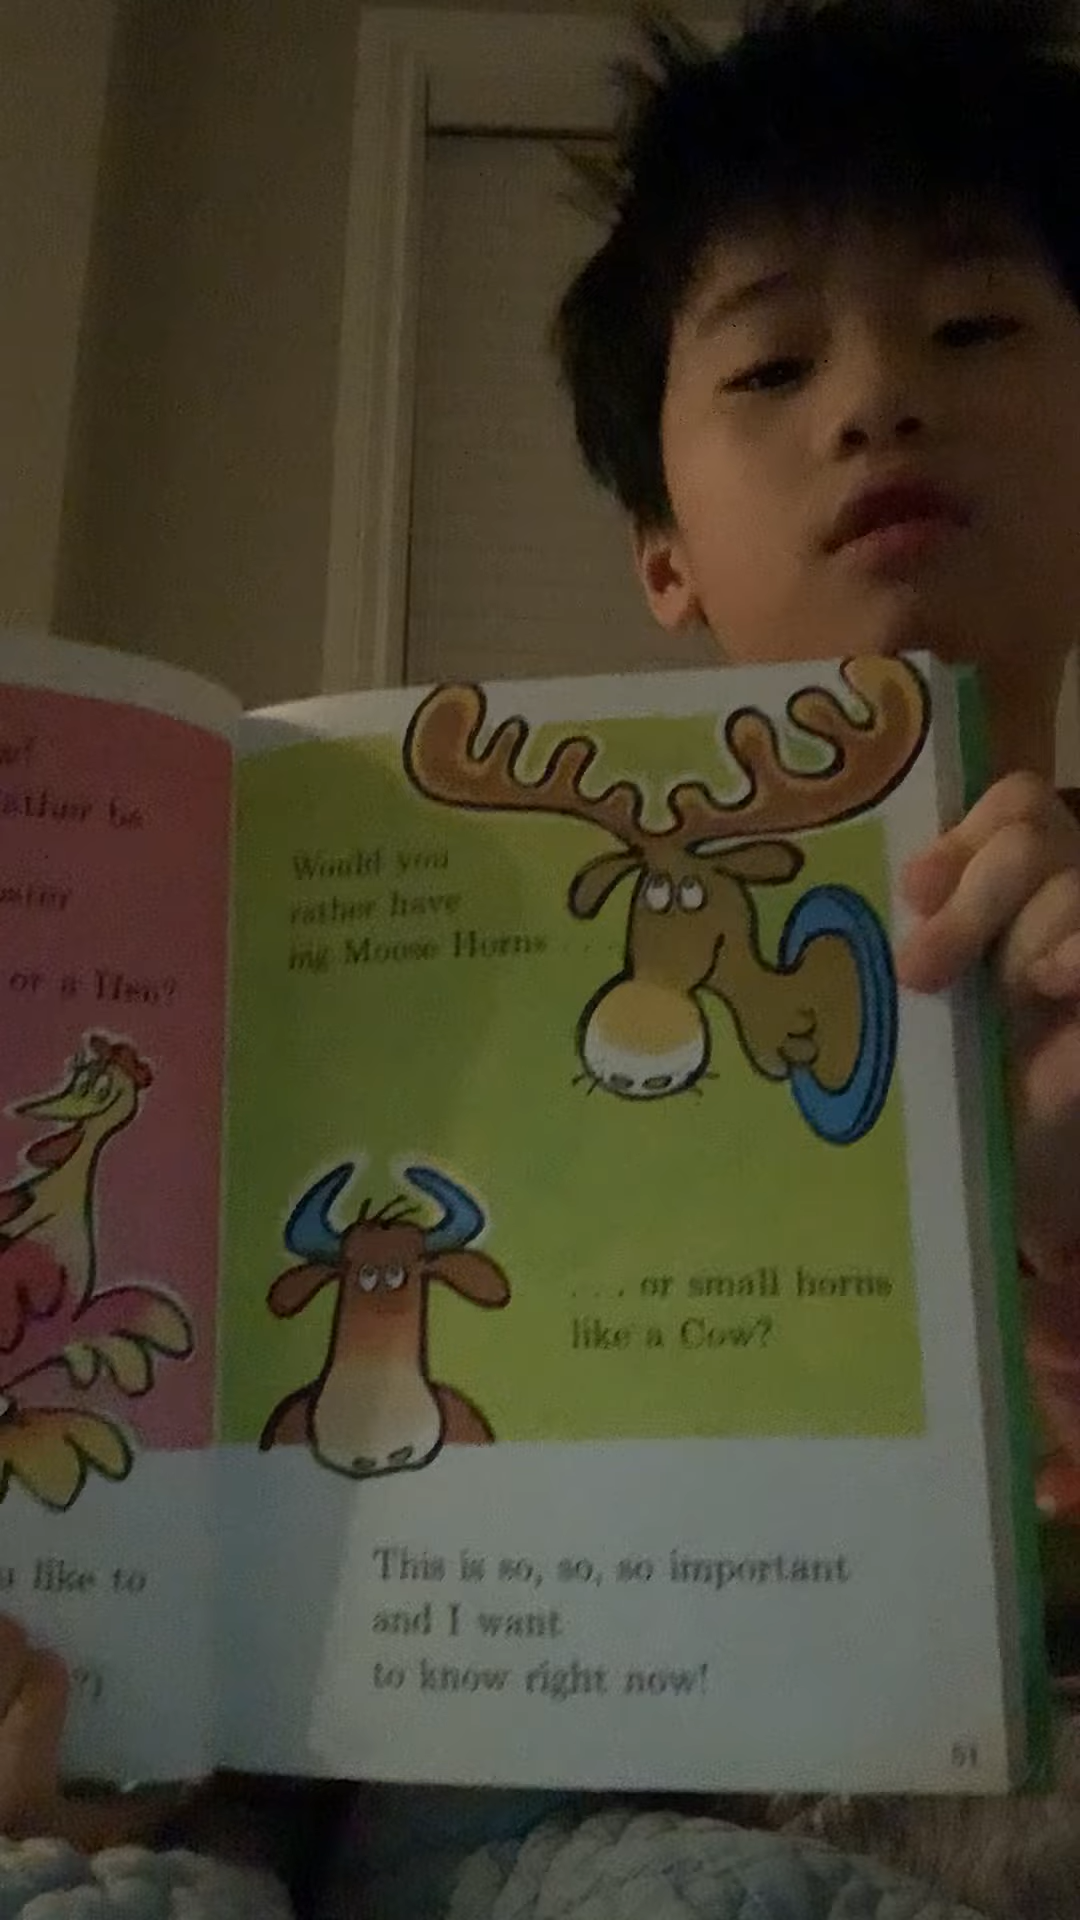 or a Hen?
like to
Would you
rather have
Moose Horns . . .
. . . or small horns
like a Cow?
This is so, so, so important
and I want
to know right now!
51